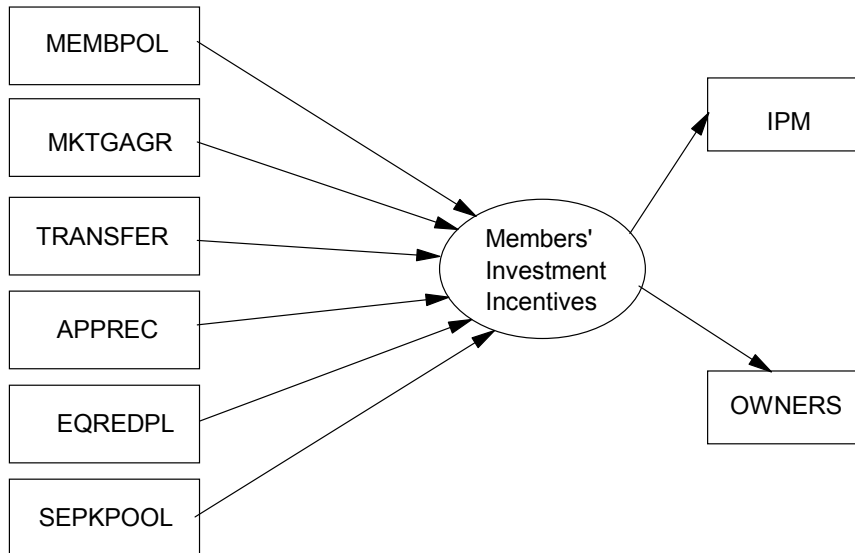 MEMBPOL
MKTGAGR
TRANSFER
APPREC
EQREDPL
SEPKPOOL
Members'
Investment
Incentives
IPM
OWNERS